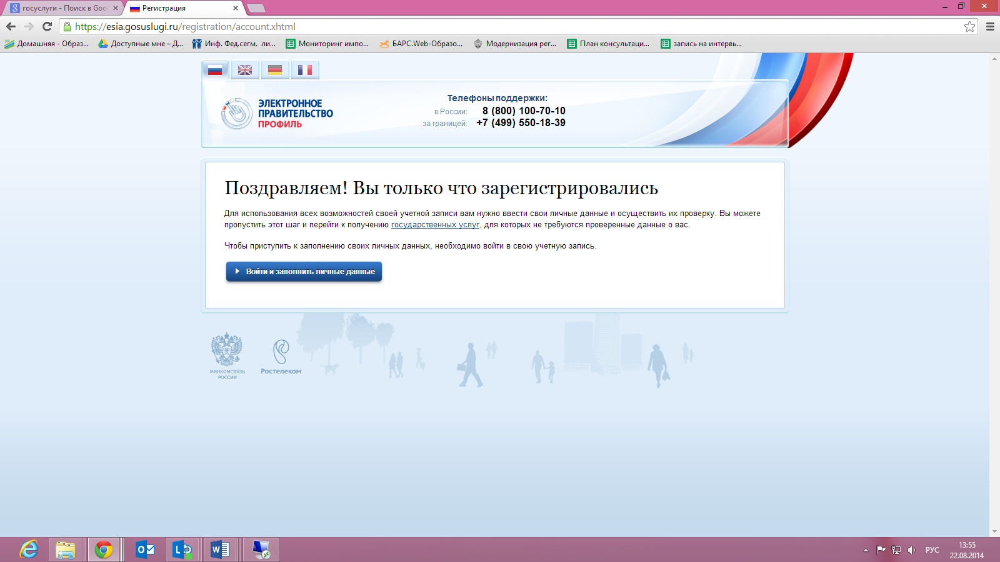 госуслуги - Поиск в Goo
Регистрация
https://esia.gosuslugi.ru/registration/account.xhtml
Домашняя - Образ...
Доступные мне – Д...
Инф. Фед.сегм. ли...
Мониторинг импо...
БАРС.Web-Образо...
Модернизация рег...
План консультаци...
запись на интервь...
ЭЛЕКТРОННОЕ
ПРАВИТЕЛЬСТВО
ПРОФИЛЬ
Телефоны поддержки:
в России: 8 (800) 100-70-10
за границей: +7 (499) 550-18-39
Поздравляем! Вы только что зарегистрировались
Для использования всех возможностей своей учетной записи вам нужно ввести свои личные данные и осуществить их проверку. Вы можете
пропустить этот шаг и перейти к получению государственных услуг, для которых не требуются проверенные данные о вас.
Чтобы приступить к заполнению своих личных данных, необходимо войти в свою учетную запись.
Войти и заполнить личные данные
МИНКОМСВЯЗЬ
РОССИИ
Ростелеком
РУС
13:55
22.08.2014